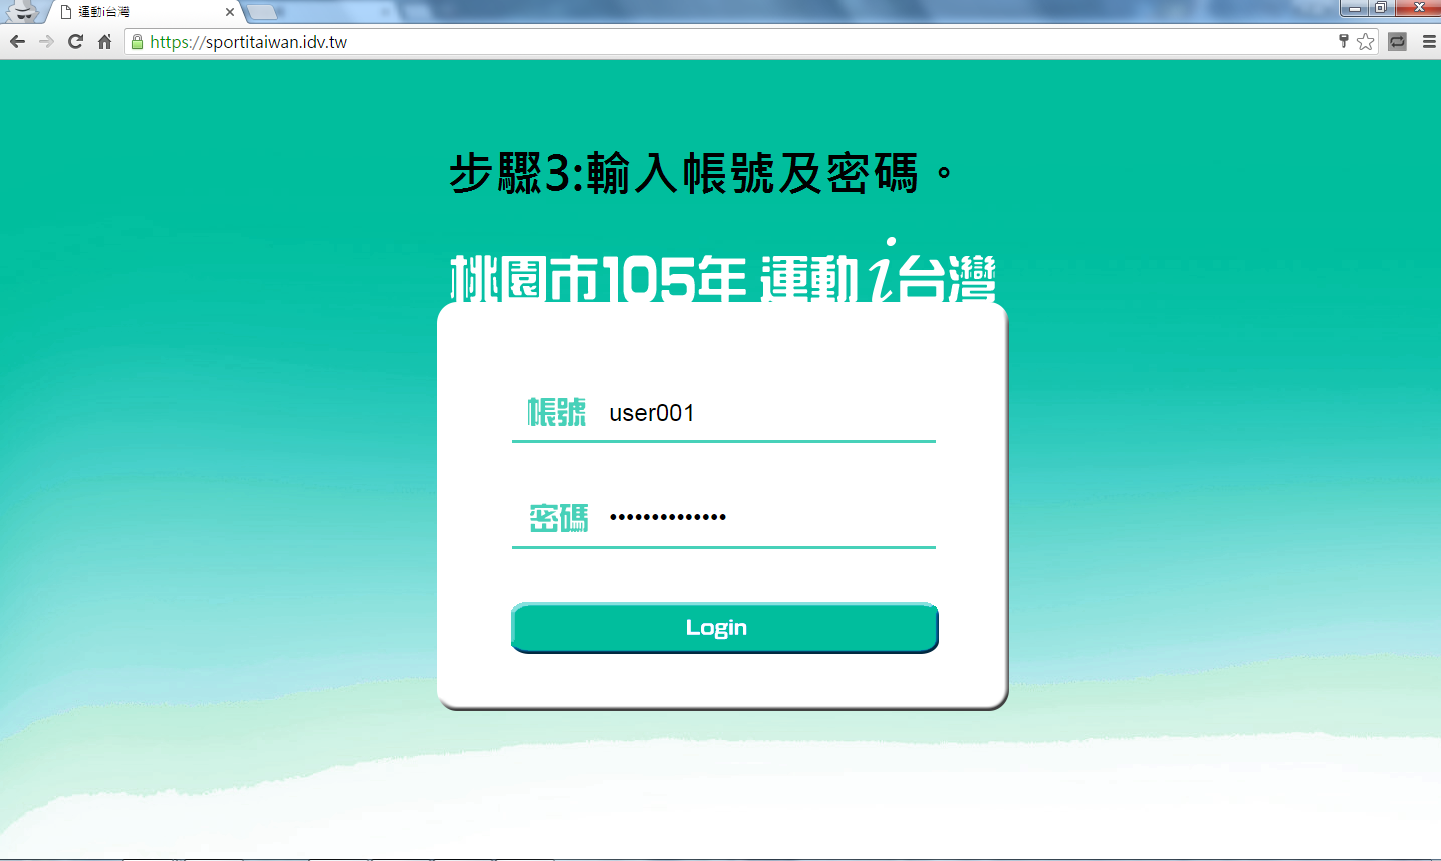 運動i台灣
https://sportitaiwan.idv.tw
步驟3:輸入帳號及密碼。
桃園市105年 運動i台灣
帳號 user001
密碼 ••••••••••••••
Login